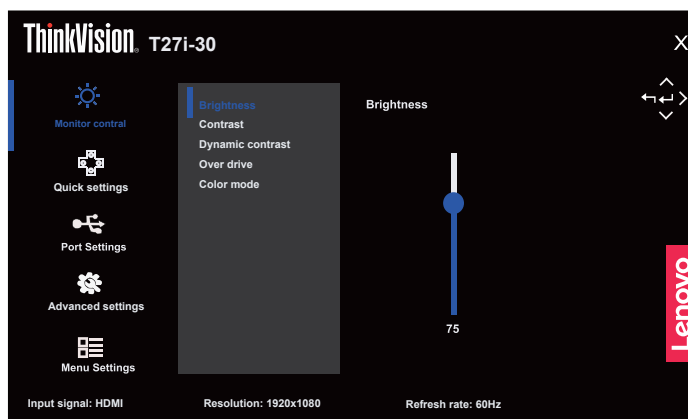 ThinkVision® T27i-30
X
Monitor contral
Quick settings
Port Settings
Advanced settings
Menu Settings
Brightness
Contrast
Dynamic contrast
Over drive
Color mode
Brightness
75
Lenovo
Input signal: HDMI
Resolution: 1920x1080
Refresh rate: 60Hz